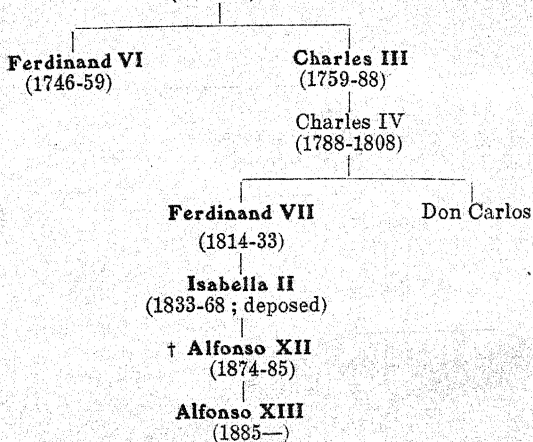 Ferdinand VI Charles III
(1746-59) (1759-88)
Charles IV
(1788-1808)
Ferdinand VII Don Carlos
(1814-33)
Isabella II
(1833-68 ; deposed)
† Alfonso XII
(1874-85)
Alfonso XIII
(1885—)